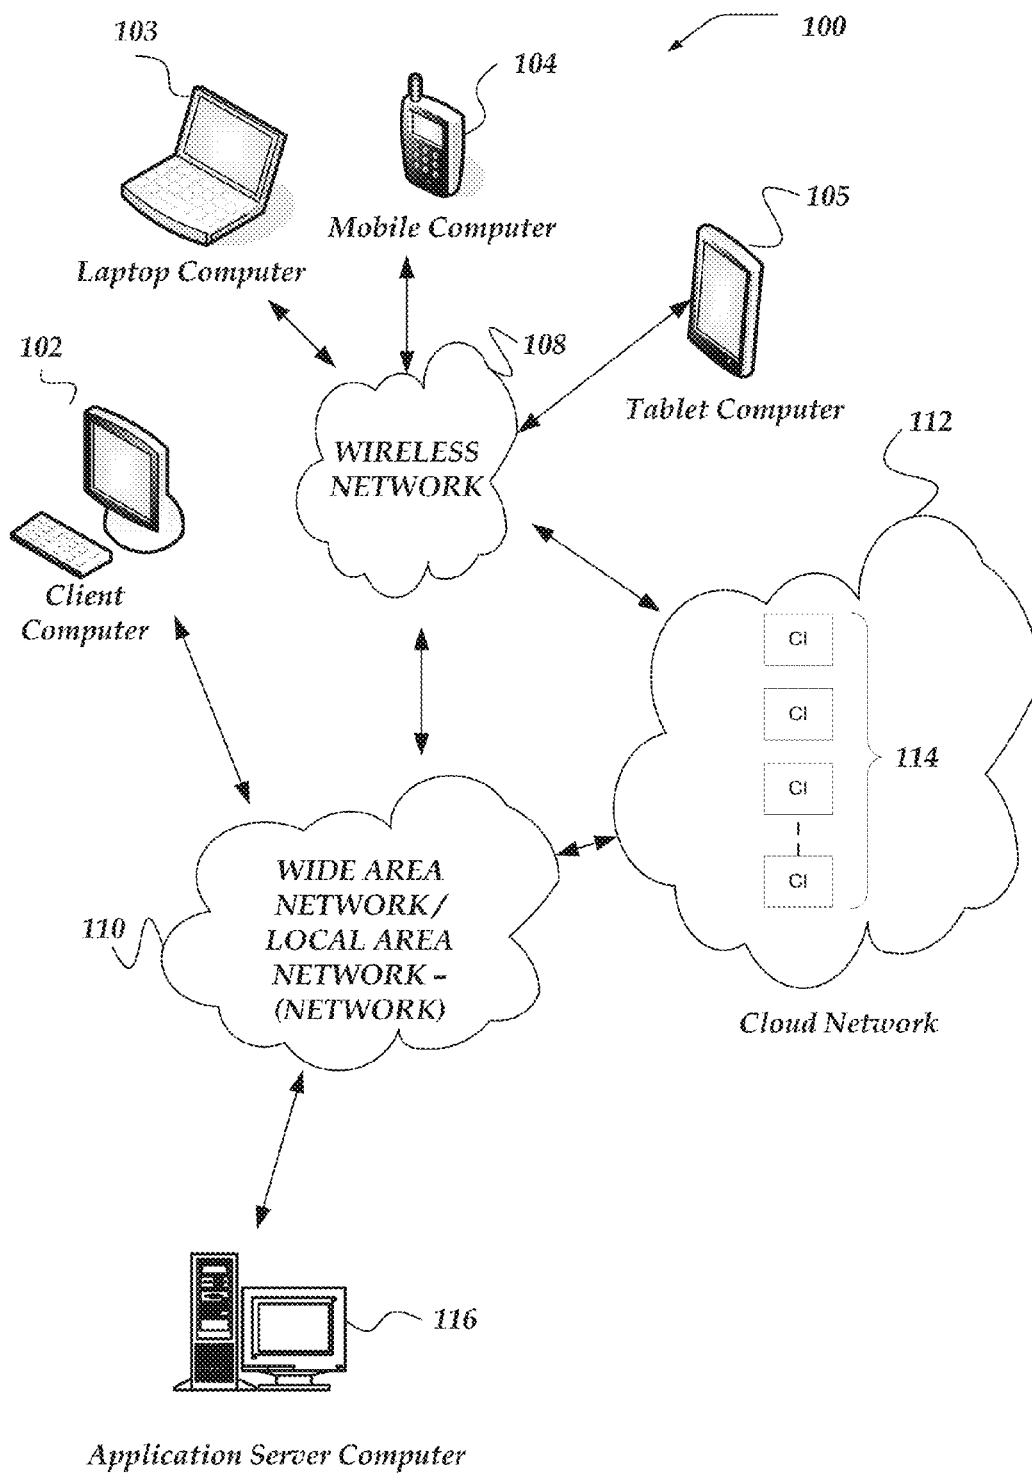 100
103
104
Mobile Computer
105
Laptop Computer
102
108
Tablet Computer
112
WIRELESS
NETWORK
Client
Computer
CI
CI
114
CI
CI
WIDE AREA
NETWORK /
LOCAL AREA
NETWORK –
(NETWORK)
110
Cloud Network
116
Application Server Computer